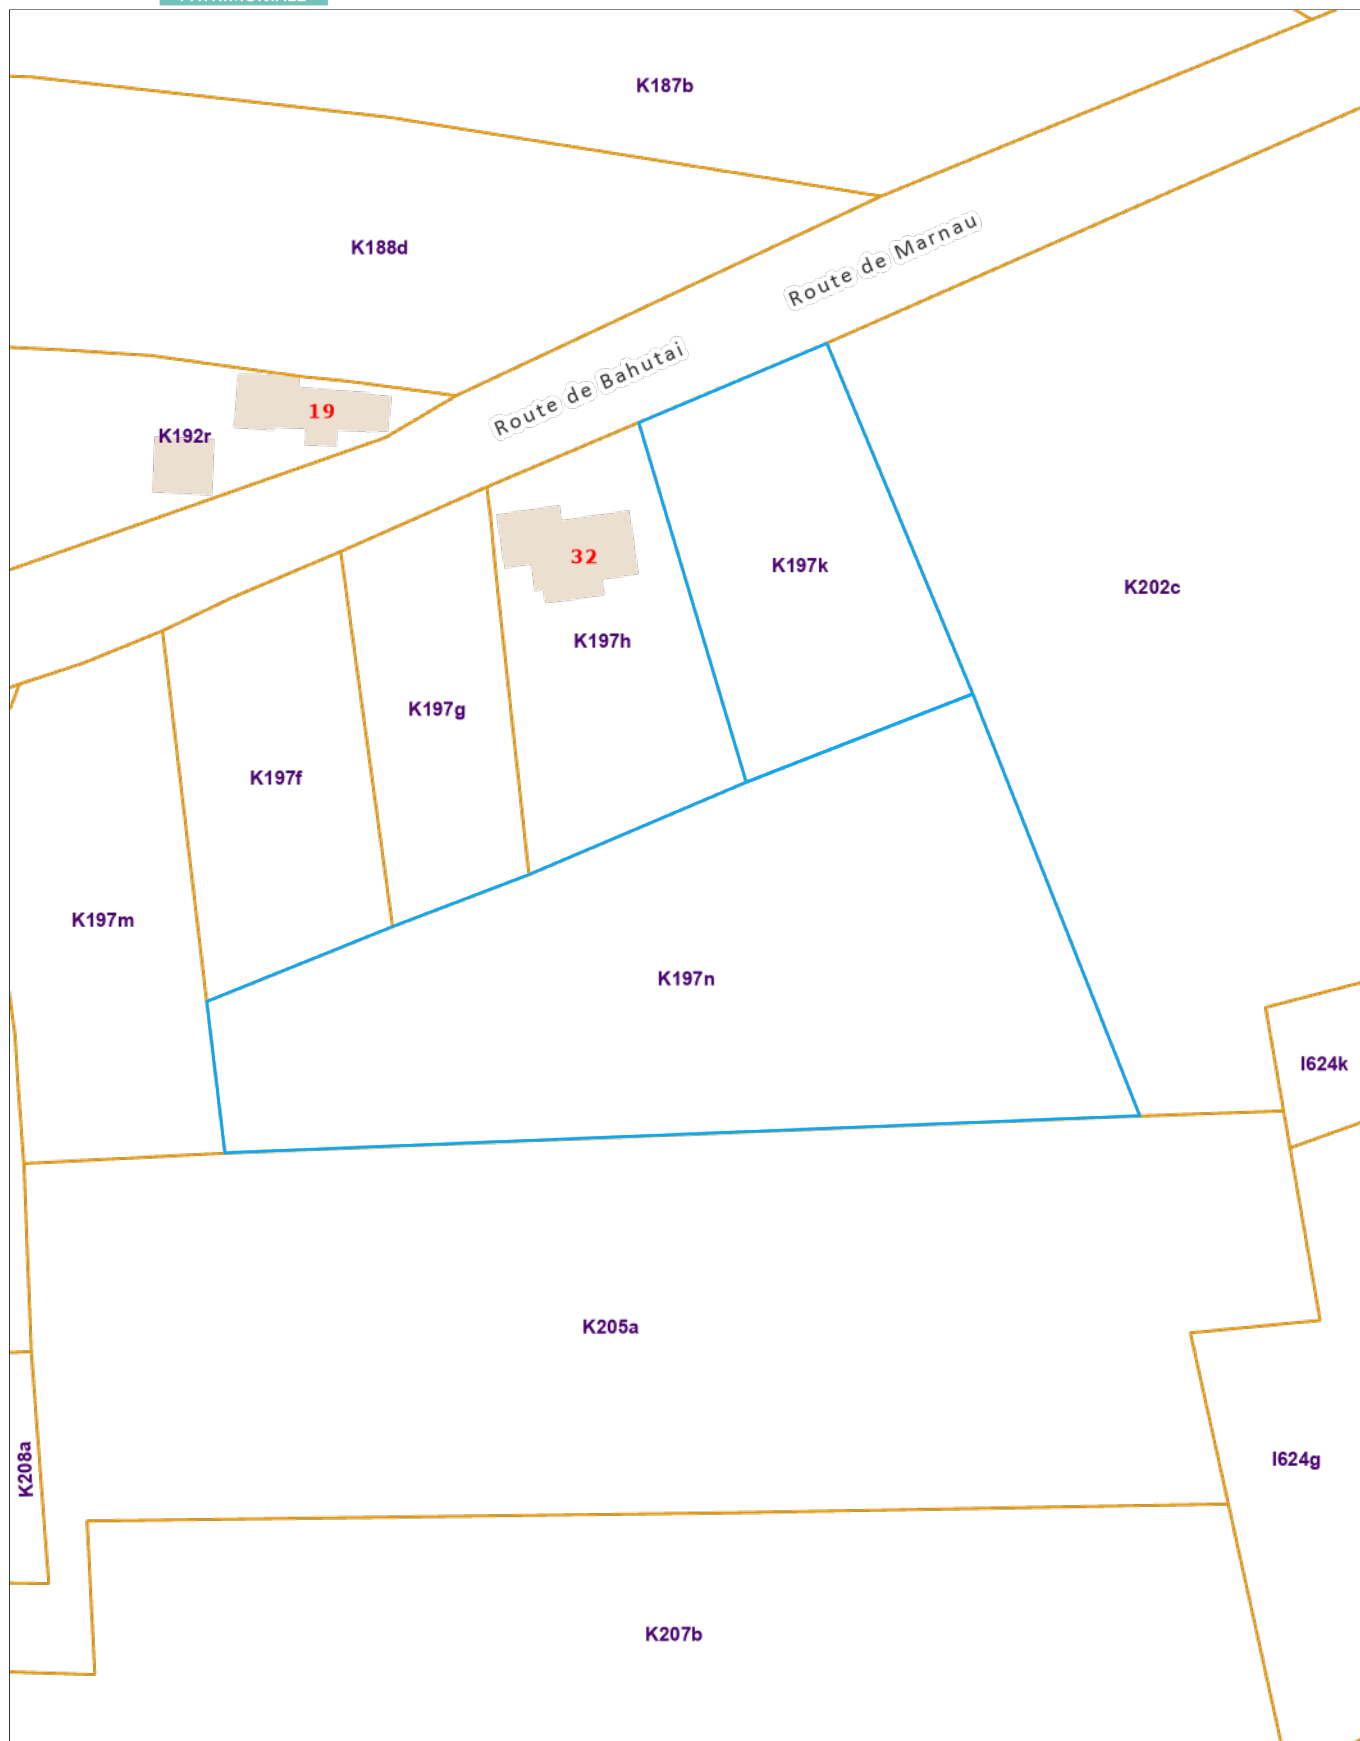 K187b
K188d
Route de Marnau
Route de Bahutai
19
K192r
32
K197k
K202c
K197h
K197g
K197f
K197m
K197n
I624k
K205a
K208a
I624g
K207b